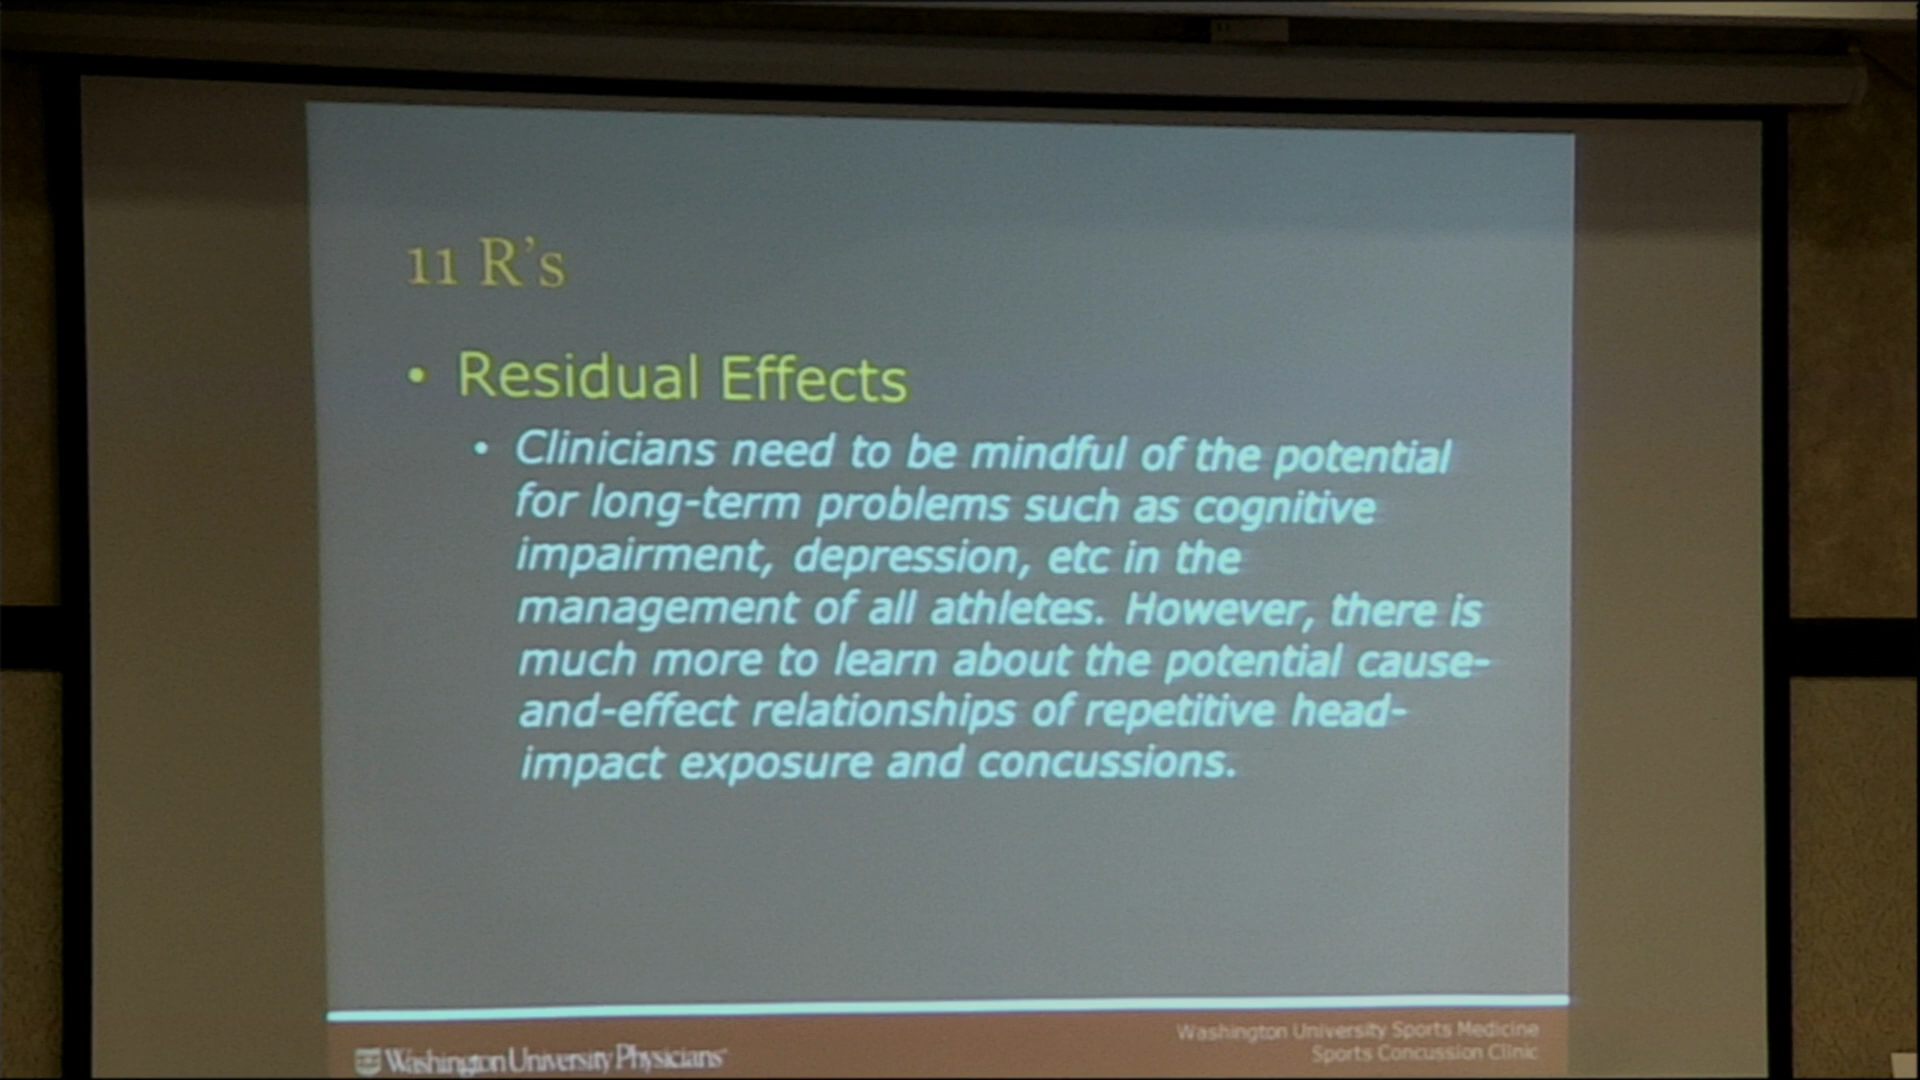 11 R's
• Residual Effects
• Clinicians need to be mindful of the potential
for long-term problems such as cognitive
impairment, depression, etc in the
management of all athletes. However, there is
much more to learn about the potential cause-
and-effect relationships of repetitive head-
impact exposure and concussions.
Washington University Sports Medicine
Sports Concussion Clinic
Washington University Physicians